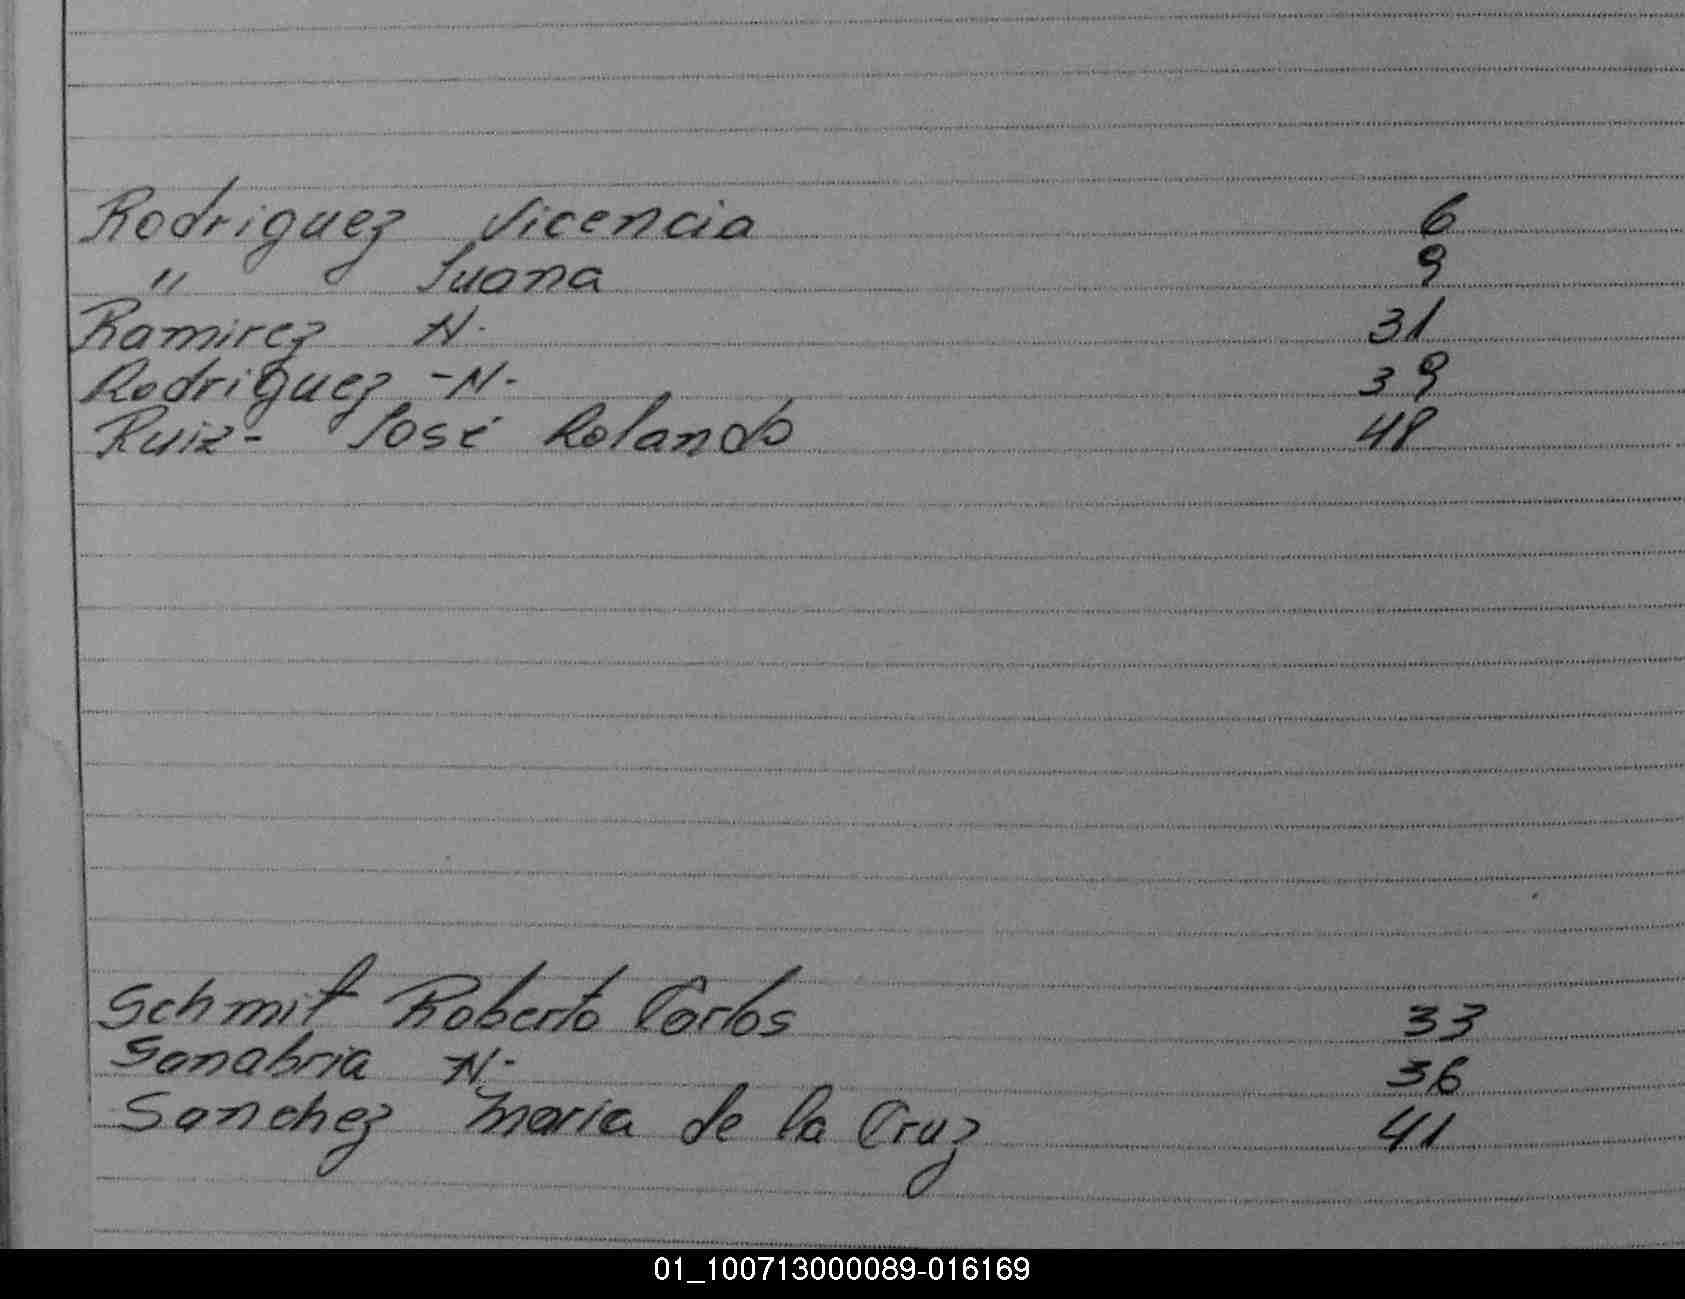 Rodriguez Vicencia 6
" Juana 9
Ramirez N. 31
Rodriguez -N- 39
Ruiz- José Rolando 48
Schmit Roberto Carlos 33
Sanabria N.- 36
Sanchez Maria de la Cruz 41
01_100713000089-016169